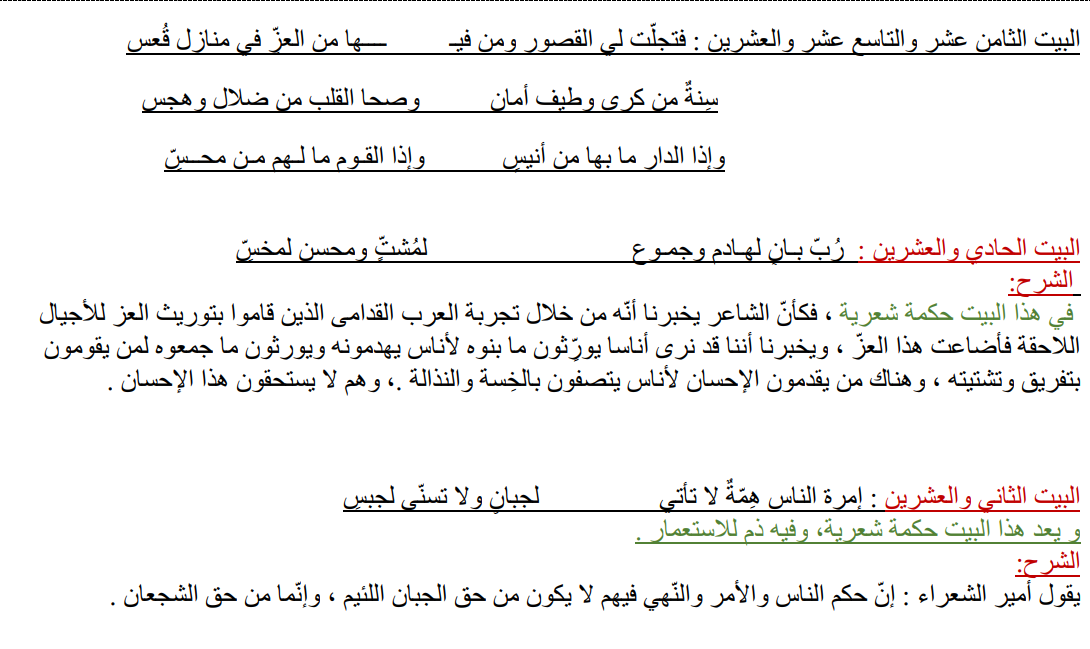 البيت الثامن عشر والتاسع عشر والعشرين : فتجلّت لي القصور ومن فيـ ـــها من العزّ في منازل قُعس
سِنةٌ من كرى وطيف أمان وصحا القلب من ضلال وهجس
وإذا الدار ما بها من أنيسِ وإذا القـوم ما لـهم مـن محــسِّ
البيت الحادي والعشرين : رُبّ بـانٍ لهـادم وجمـوع لمُشتٍّ ومحسن لمخسِّ
الشرح:
في هذا البيت حكمة شعرية ، فكأنّ الشاعر يخبرنا أنّه من خلال تجربة العرب القدامى الذين قاموا بتوريث العز للأجيال
اللاحقة فأضاعت هذا العزّ ، ويخبرنا أننا قد نرى أناسا يورِّثون ما بنوه لأناس يهدمونه ويورثون ما جمعوه لمن يقومون
بتفريق وتشتيته ، وهناك من يقدمون الإحسان لأناس يتصفون بالخِسة والنذالة .، وهم لا يستحقون هذا الإحسان .
البيت الثاني والعشرين : إمرة الناس هِمّةٌ لا تأتي لجبانٍ ولا تسنّى لجبسِ
و يعد هذا البيت حكمة شعرية، وفيه ذم للاستعمار .
الشرح:
يقول أمير الشعراء : إنّ حكم الناس والأمر والنّهي فيهم لا يكون من حق الجبان اللئيم ، وإنّما من حق الشجعان .